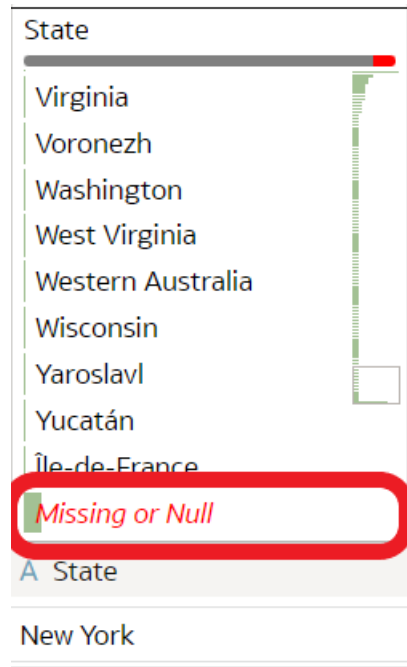 State
Virginia
Voronezh
Washington
West Virginia
Western Australia
Wisconsin
Yaroslavl
Yucatán
Île-de-France
Missing or Null
A State
New York